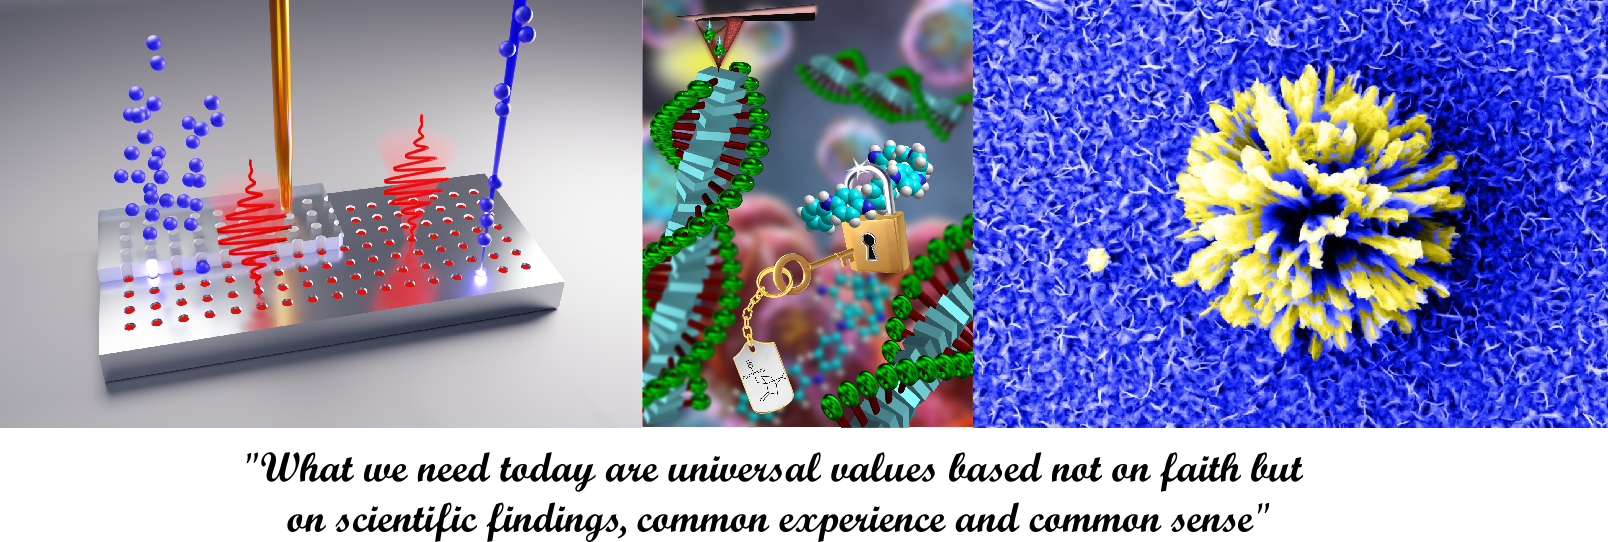 "What we need today are universal values based not on faith but
on scientific findings, common experience and common sense"